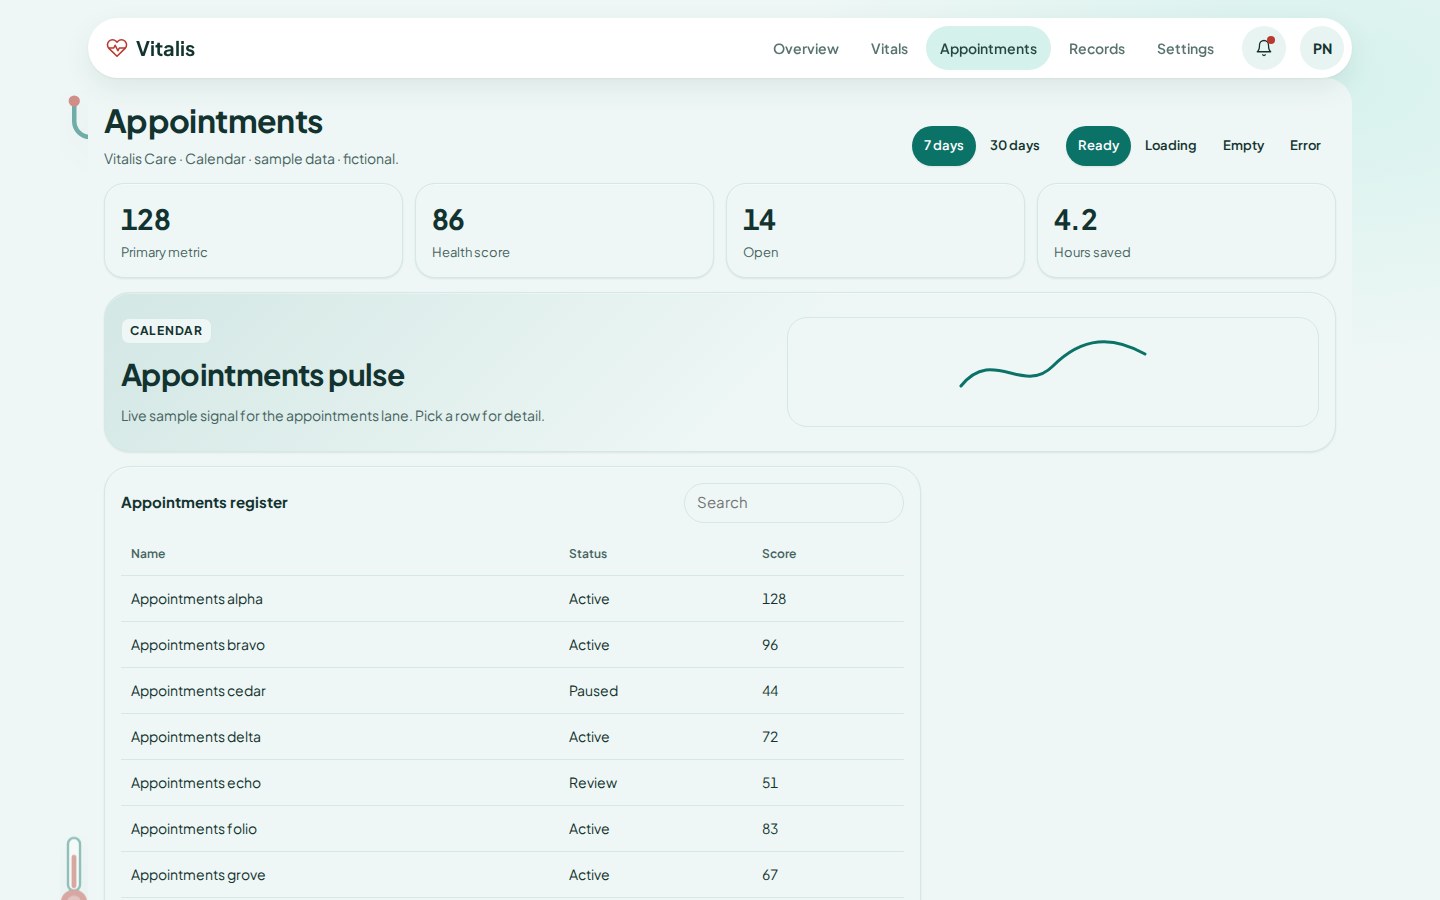 Vitalis
Overview Vitals Appointments Records Settings PN
Appointments
Vitalis Care · Calendar · sample data · fictional.
7 days 30 days Ready Loading Empty Error
128
Primary metric
86
Health score
14
Open
4.2
Hours saved
CALENDAR
Appointments pulse
Live sample signal for the appointments lane. Pick a row for detail.
Appointments register Search
Name Status Score
Appointments alpha Active 128
Appointments bravo Active 96
Appointments cedar Paused 44
Appointments delta Active 72
Appointments echo Review 51
Appointments folio Active 83
Appointments grove Active 67